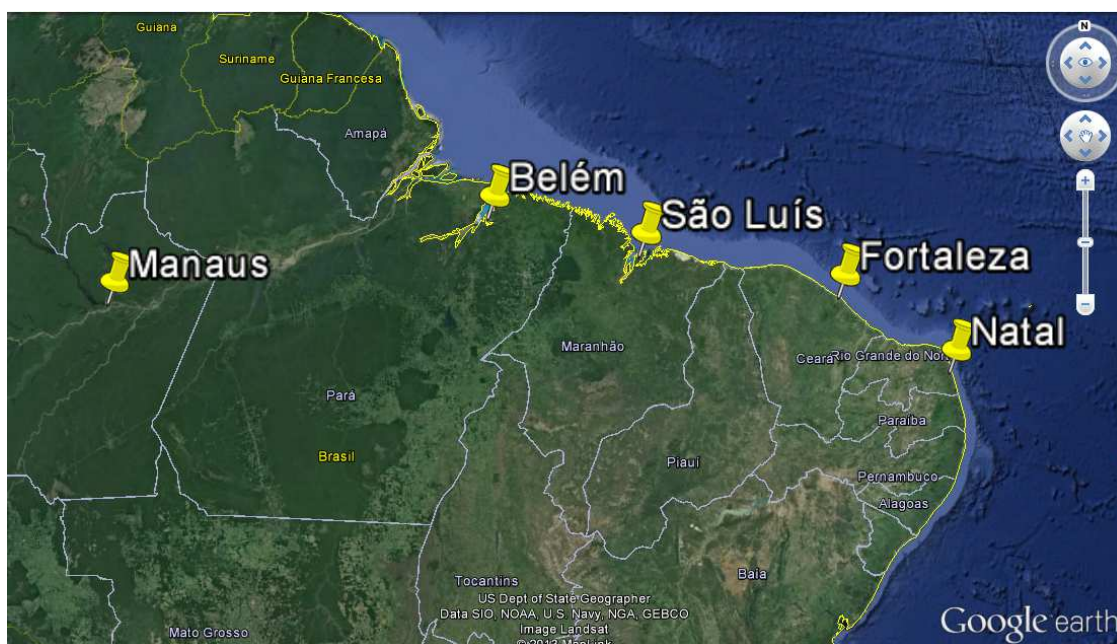 Guiana
Suriname
Guiana Francesa
N
Amapá
Belém
São Luís
Manaus
Fortaleza
Natal
Maranhão
Ceará
Rio Grande do Nor
Pará
Paraíba
Brasil
Piauí
Pernambuco
Alagoas
Tocantins
Baía
US Dept of State Geographer
Data SIO, NOAA, U.S. Navy, NGA, GEBCO
Image Landsat
Mato Grosso
Google earth